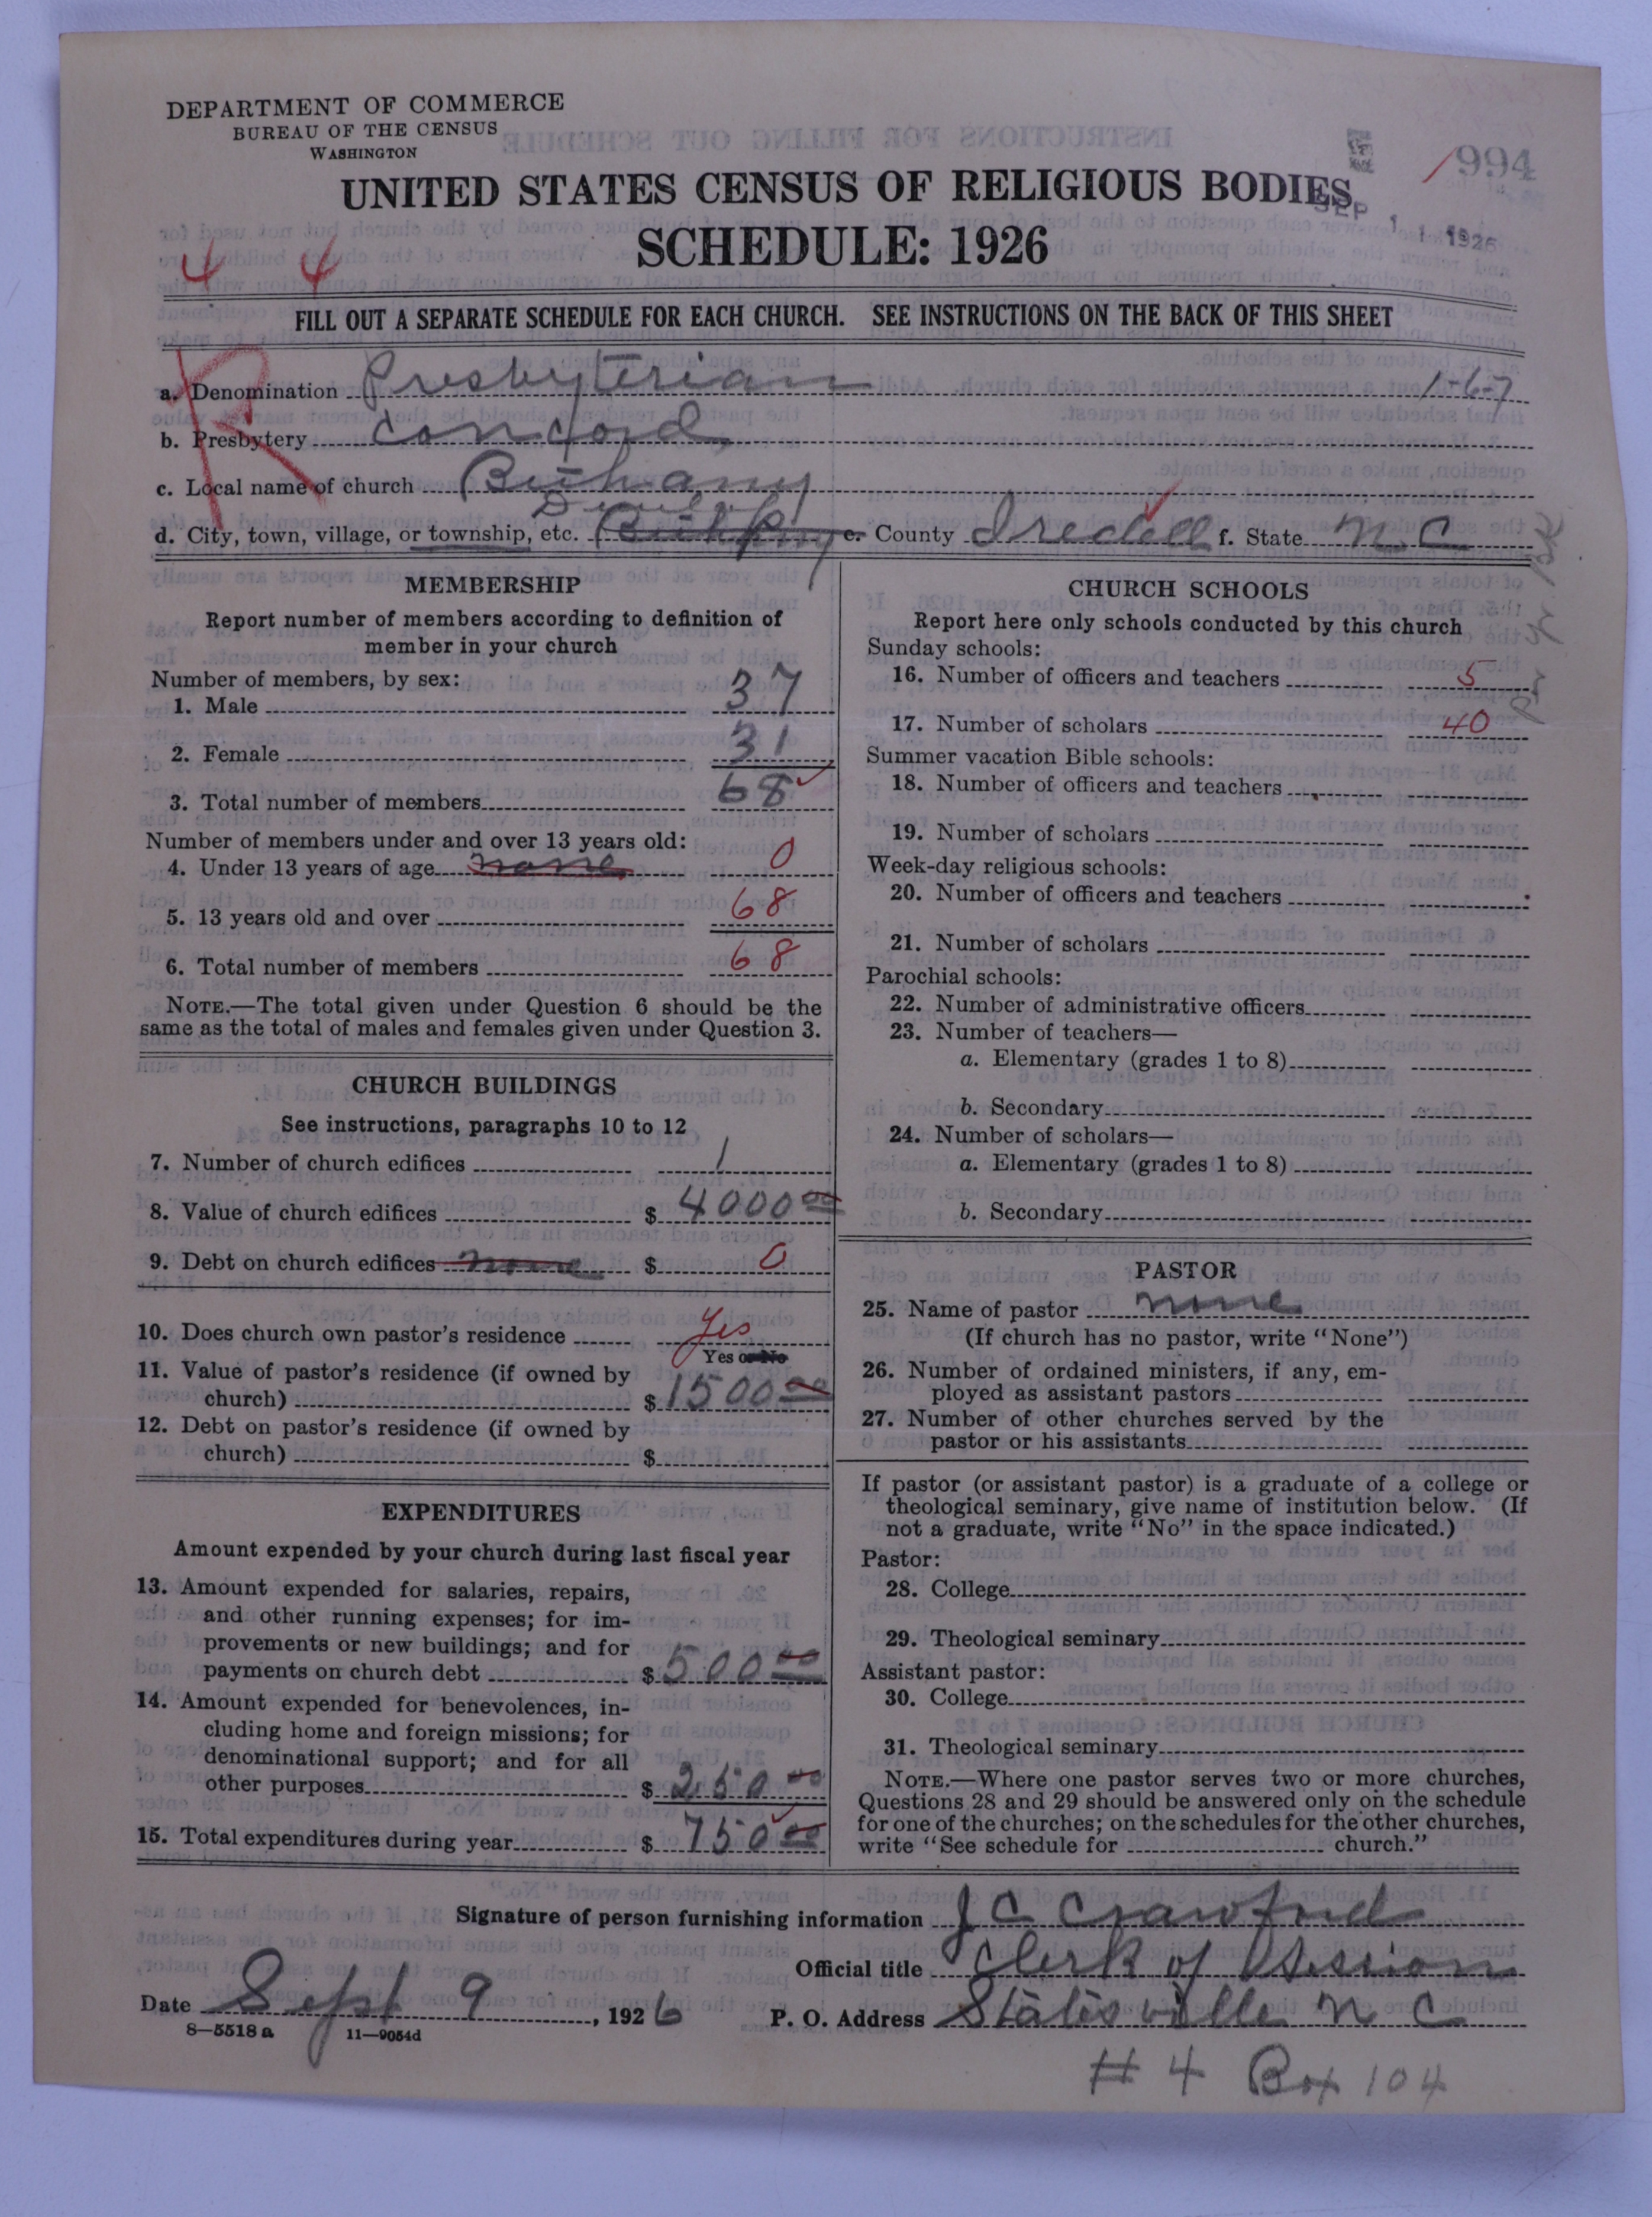 DEPARTMENT OF COMMERCE
BUREAU OF THE CENSUS
WASHINGTON
994
UNITED STATES CENSUS OF RELIGIOUS BODIES
SEP 11 1926
SCHEDULE: 1926
4 4
FILL OUT A SEPARATE SCHEDULE FOR EACH CHURCH. SEE INSTRUCTIONS ON THE BACK OF THIS SHEET
a. Denomination Presbyterian 1-6-7
b. Presbytery Concord
c. Local name of church Bethany
d. City, town, village, or township, etc. Bethany e. County Iredell f. State N C
MEMBERSHIP
Report number of members according to definition of
member in your church
Number of members, by sex:
1. Male 37
2. Female 31
3. Total number of members 68
Number of members under and over 13 years old:
4. Under 13 years of age none 0
5. 13 years old and over 68
6. Total number of members 68
NOTE.—The total given under Question 6 should be the
same as the total of males and females given under Question 3.
CHURCH BUILDINGS
See instructions, paragraphs 10 to 12
7. Number of church edifices 1
8. Value of church edifices $ 4000 00
9. Debt on church edifices none $ 0
10. Does church own pastor's residence Yes
Yes or No
11. Value of pastor's residence (if owned by
church) $ 1500 00
12. Debt on pastor's residence (if owned by
church) $
EXPENDITURES
Amount expended by your church during last fiscal year
13. Amount expended for salaries, repairs,
and other running expenses; for im-
provements or new buildings; and for
payments on church debt $ 500 00
14. Amount expended for benevolences, in-
cluding home and foreign missions; for
denominational support; and for all
other purposes $ 250 00
15. Total expenditures during year $ 750 00
CHURCH SCHOOLS
Report here only schools conducted by this church
Sunday schools:
16. Number of officers and teachers 5
17. Number of scholars 40
Summer vacation Bible schools:
18. Number of officers and teachers
19. Number of scholars
Week-day religious schools:
20. Number of officers and teachers
21. Number of scholars
Parochial schools:
22. Number of administrative officers
23. Number of teachers—
a. Elementary (grades 1 to 8)
b. Secondary
24. Number of scholars—
a. Elementary (grades 1 to 8)
b. Secondary
PASTOR
25. Name of pastor none
(If church has no pastor, write "None")
26. Number of ordained ministers, if any, em-
ployed as assistant pastors
27. Number of other churches served by the
pastor or his assistants
If pastor (or assistant pastor) is a graduate of a college or
theological seminary, give name of institution below. (If
not a graduate, write "No" in the space indicated.)
Pastor:
28. College
29. Theological seminary
Assistant pastor:
30. College
31. Theological seminary
NOTE.—Where one pastor serves two or more churches,
Questions 28 and 29 should be answered only on the schedule
for one of the churches; on the schedules for the other churches,
write "See schedule for church."
Signature of person furnishing information J C Crawford
Official title Clerk of Session
Date Sept 9, 1926 P. O. Address Statesville N C
8—5518 a 11—9054d
# 4 Box 104